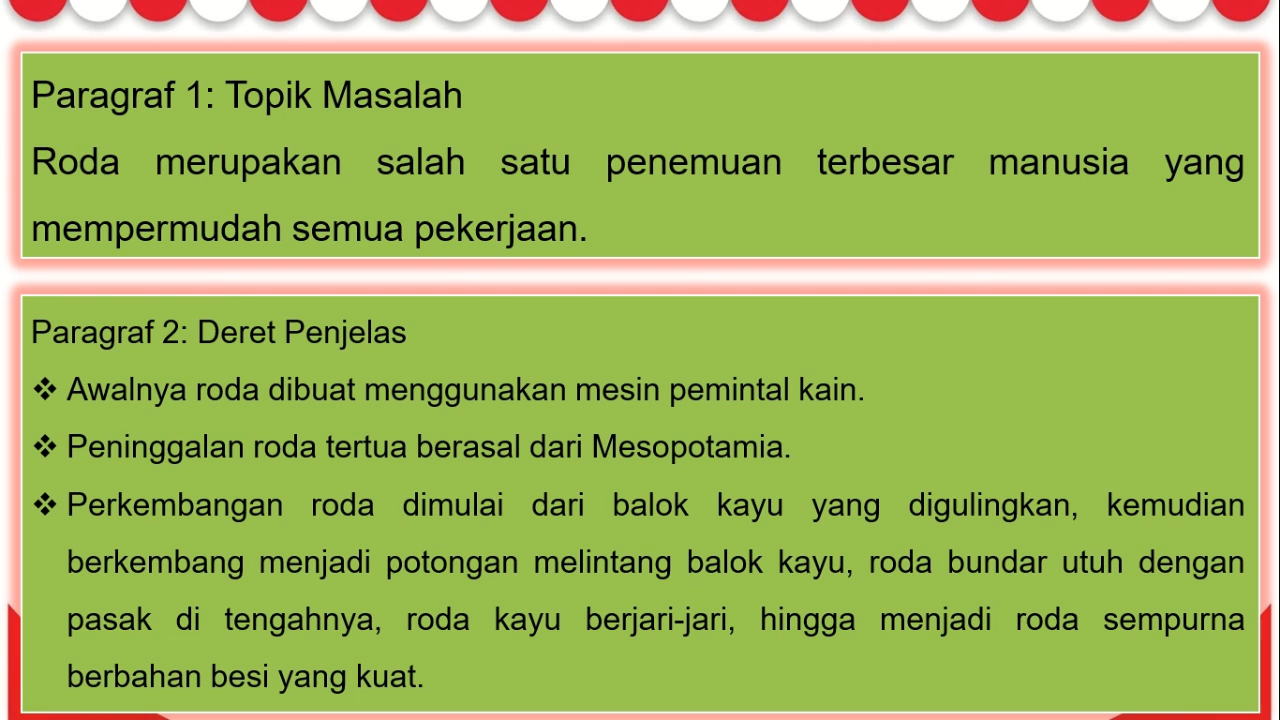 Paragraf 1: Topik Masalah
Roda merupakan salah satu penemuan terbesar manusia yang
mempermudah semua pekerjaan.
Paragraf 2: Deret Penjelas
❖ Awalnya roda dibuat menggunakan mesin pemintal kain.
❖ Peninggalan roda tertua berasal dari Mesopotamia.
❖ Perkembangan roda dimulai dari balok kayu yang digulingkan, kemudian
berkembang menjadi potongan melintang balok kayu, roda bundar utuh dengan
pasak di tengahnya, roda kayu berjari-jari, hingga menjadi roda sempurna
berbahan besi yang kuat.